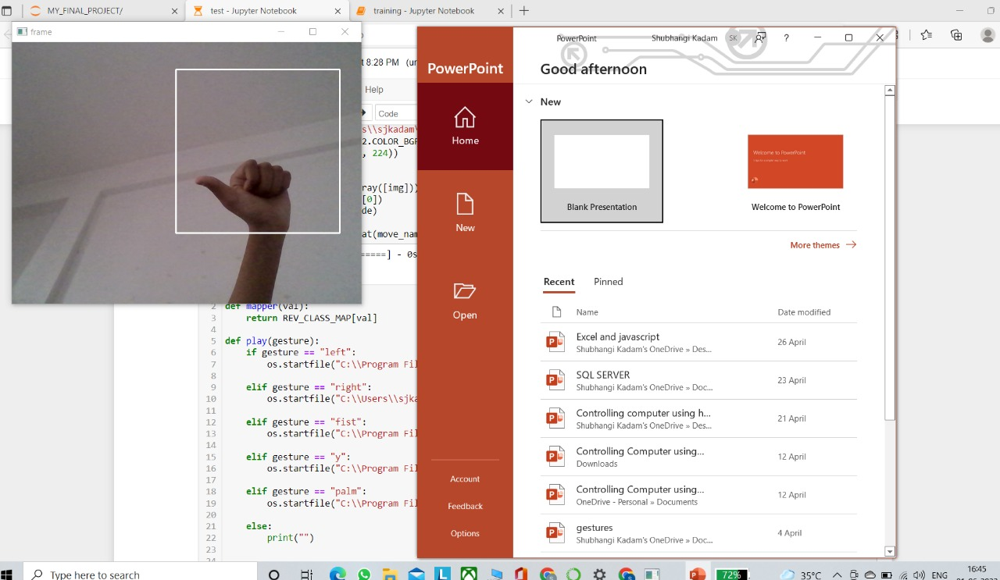 MY_FINAL_PROJECT/
test - Jupyter Notebook
training - Jupyter Notebook
frame
8:28 PM
Help
Code
s\\sjkadam\
2.COLOR_BGR
, 224))
ray([img]))
[0])
de)
at(move_nam
=====] - 0s
2 def mapper(val):
3 return REV_CLASS_MAP[val]
4
5 def play(gesture):
6 if gesture == "left":
7 os.startfile("C:\\Program Fil
8
9 elif gesture == "right":
10 os.startfile("C:\\Users\\sjka
11
12 elif gesture == "fist":
13 os.startfile("C:\\Program Fil
14
15 elif gesture == "y":
16 os.startfile("C:\\Program Fil
17
18 elif gesture == "palm":
19 os.startfile("C:\\Program Fil
20
21 else:
22 print("")
23
24
PowerPoint
Home
New
Open
Account
Feedback
Options
PowerPoint
Shubhangi Kadam
SK
?
Good afternoon
New
Blank Presentation
Welcome to PowerPoint
Welcome to PowerPoint
More themes
Recent Pinned
Name Date modified
Excel and javascript 26 April
Shubhangi Kadam's OneDrive » Des...
SQL SERVER 23 April
Shubhangi Kadam's OneDrive » Doc...
Controlling computer using h... 21 April
Shubhangi Kadam's OneDrive » Des...
Controlling Computer using... 12 April
Downloads
Controlling Computer using... 12 April
OneDrive - Personal » Documents
gestures 4 April
Shubhangi Kadam's OneDrive » Doc...
Type here to search
72%
35°C
ENG
16:45